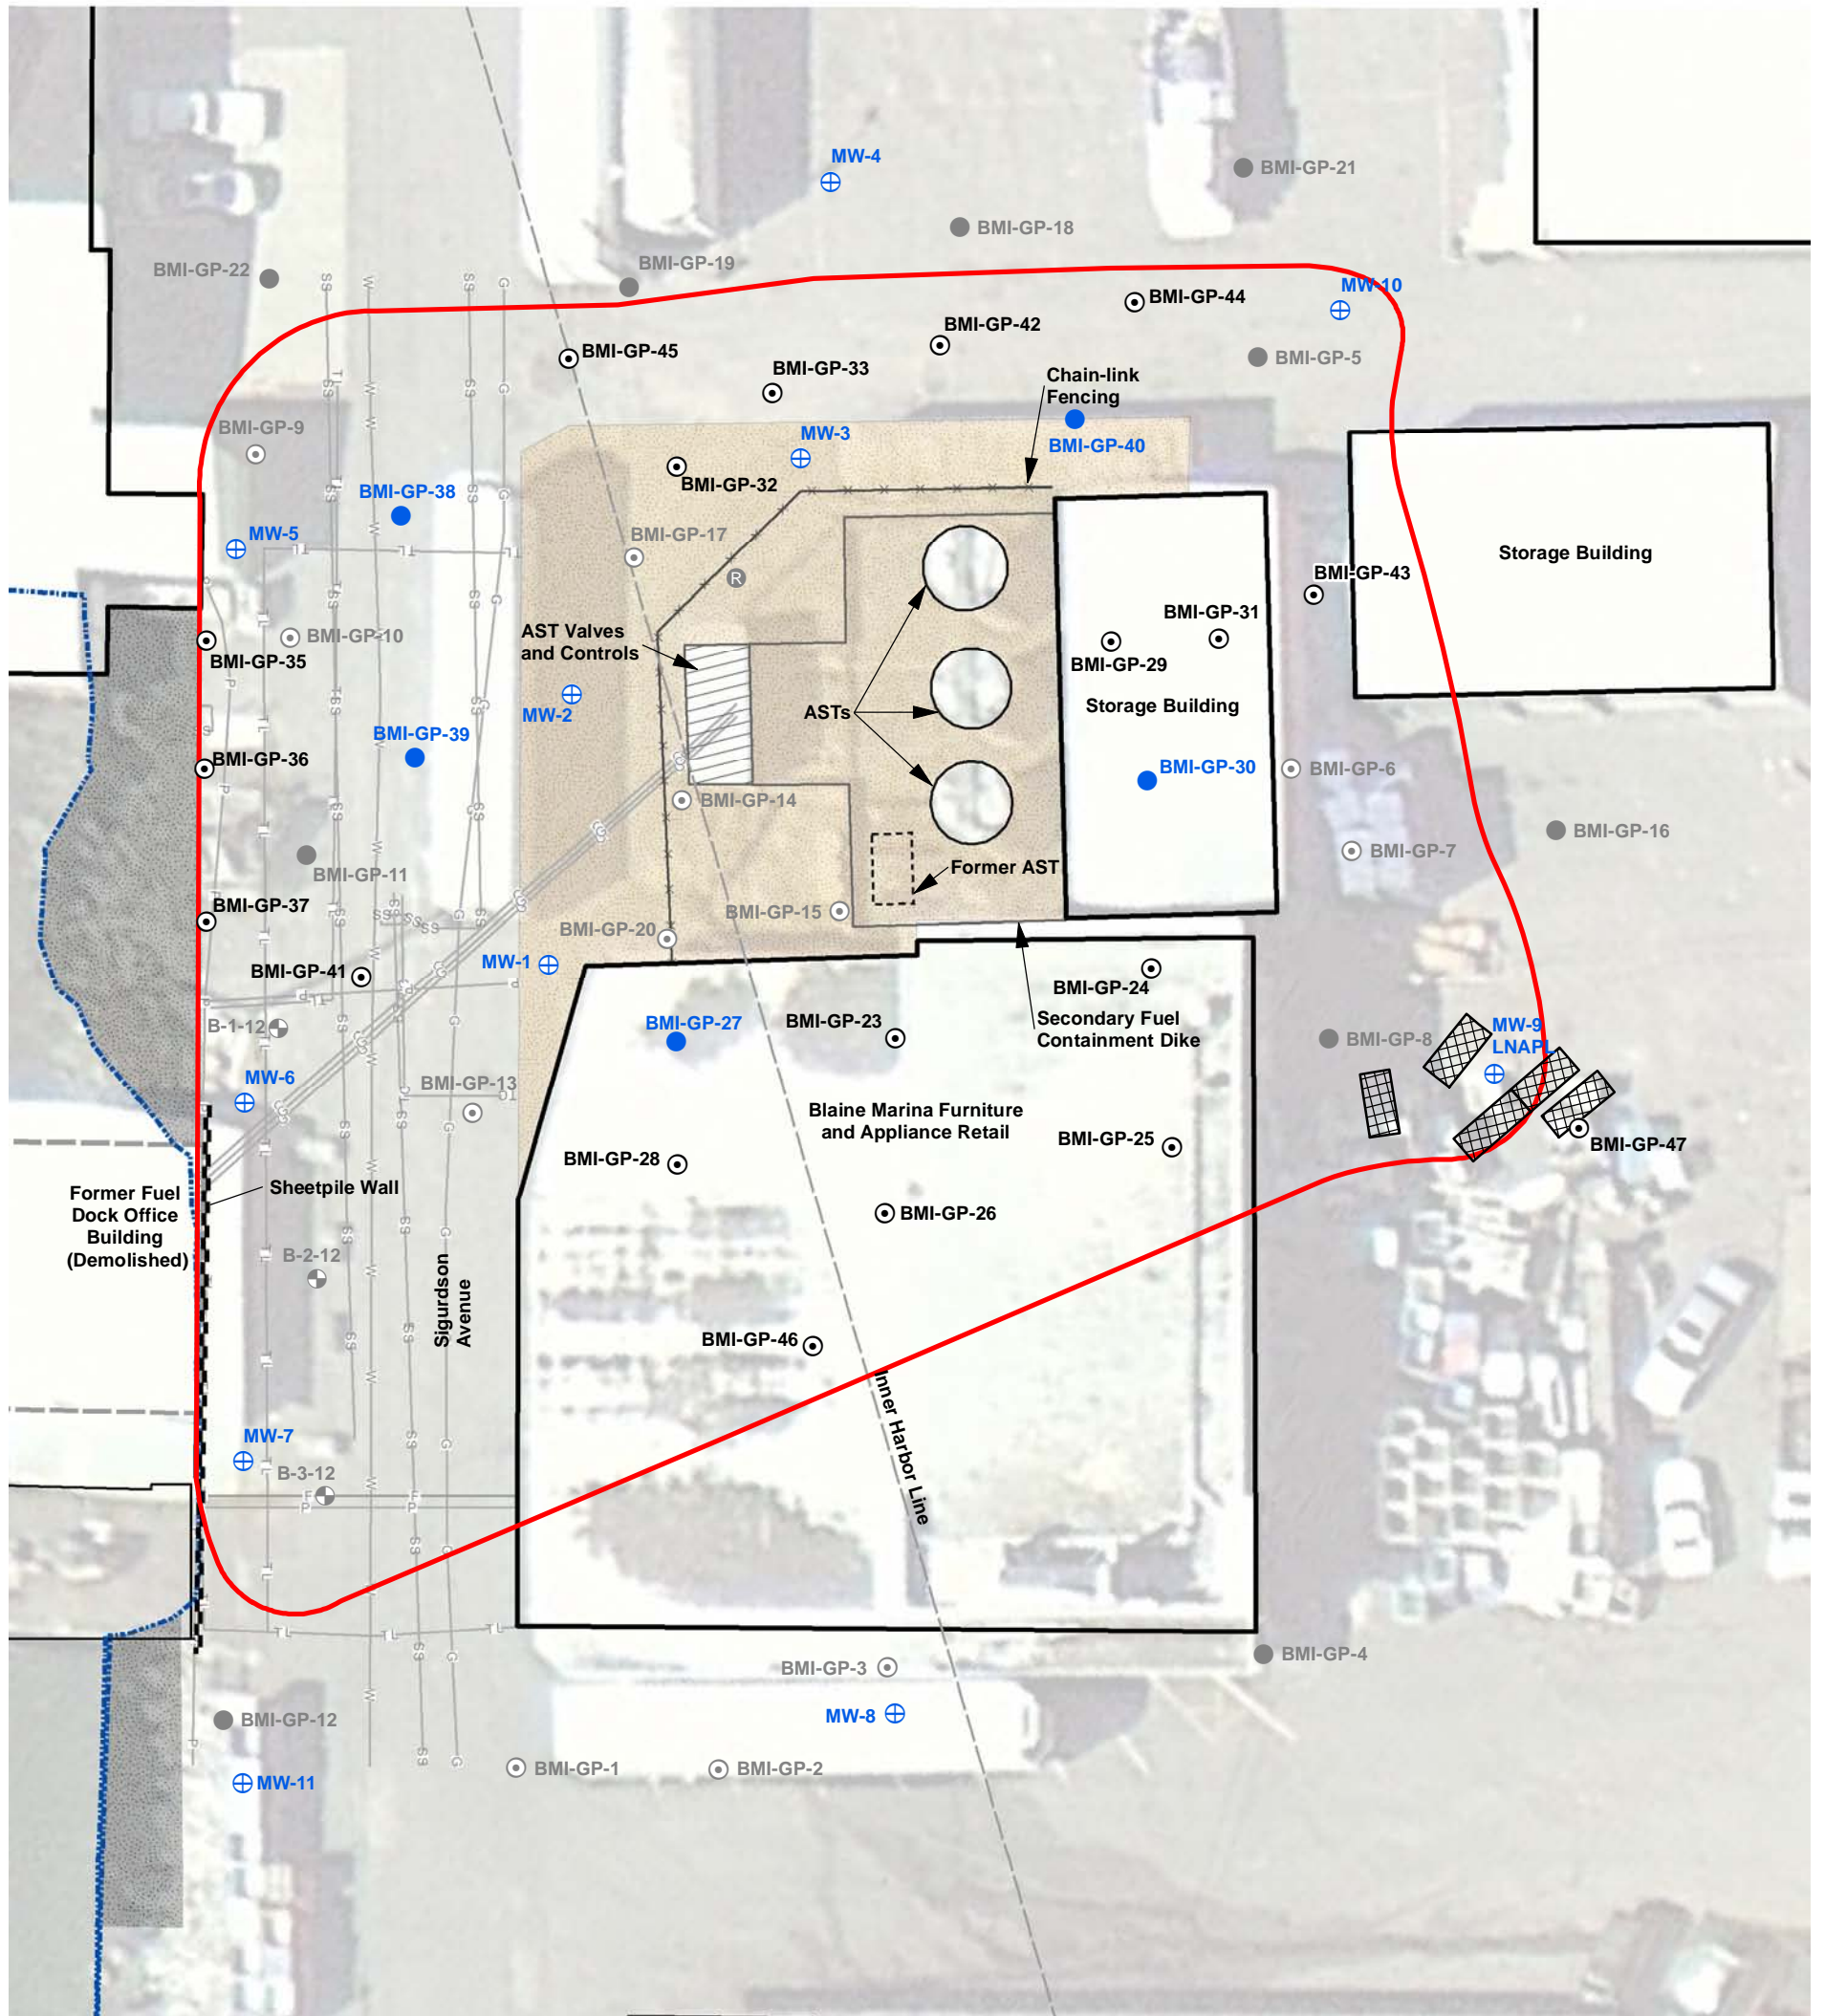 MW-4
BMI-GP-21
BMI-GP-18
BMI-GP-22
BMI-GP-19
MW-10
BMI-GP-44
BMI-GP-42
BMI-GP-45
BMI-GP-5
BMI-GP-33
Chain-link
Fencing
BMI-GP-9
MW-3
BMI-GP-40
BMI-GP-32
BMI-GP-38
MW-5
BMI-GP-17
R
Storage Building
BMI-GP-43
BMI-GP-31
BMI-GP-10
AST Valves
and Controls
BMI-GP-35
BMI-GP-29
MW-2
ASTs
Storage Building
BMI-GP-39
BMI-GP-36
BMI-GP-30
BMI-GP-6
BMI-GP-14
BMI-GP-16
BMI-GP-7
BMI-GP-11
Former AST
BMI-GP-37
BMI-GP-15
BMI-GP-20
MW-1
BMI-GP-41
BMI-GP-24
B-1-12
BMI-GP-27
BMI-GP-23
Secondary Fuel
Containment Dike
BMI-GP-8
MW-9
LNAPL
MW-6
BMI-GP-13
Blaine Marina Furniture
and Appliance Retail
BMI-GP-25
BMI-GP-47
BMI-GP-28
Former Fuel
Dock Office
Building
(Demolished)
Sheetpile Wall
BMI-GP-26
B-2-12
Sigurdson
Avenue
BMI-GP-46
Inner Harbor Line
MW-7
B-3-12
BMI-GP-3
BMI-GP-4
MW-8
BMI-GP-12
BMI-GP-1
BMI-GP-2
MW-11